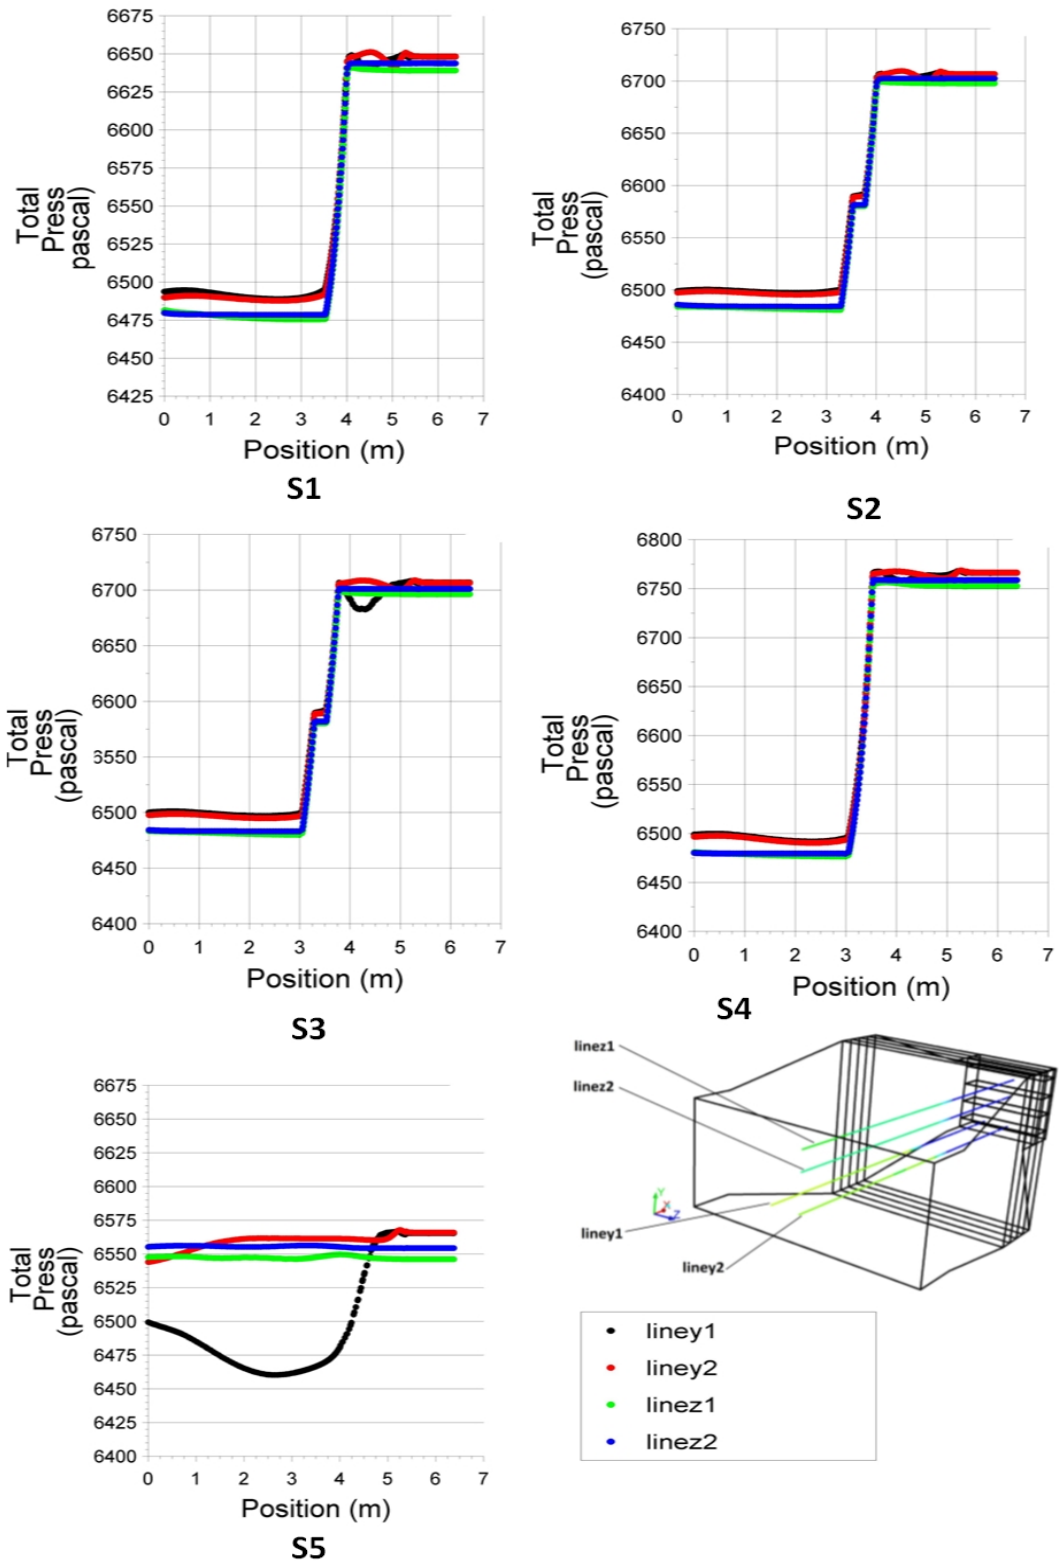 6675
6650
6625
6600
6575
6550
6525
6500
6475
6450
6425
Total
Press
pascal)
0 1 2 3 4 5 6 7
Position (m)
S1
6750
6700
6650
6600
6550
6500
6450
6400
Total
Press
(pascal)
0 1 2 3 4 5 6 7
Position (m)
S2
6750
6700
6650
6600
3550
6500
6450
6400
Total
Press
(pascal)
0 1 2 3 4 5 6 7
Position (m)
S3
6800
6750
6700
6650
6600
6550
6500
6450
6400
Total
Press
(pascal)
0 1 2 3 4 5 6 7
Position (m)
S4
6675
6650
6625
6600
6575
6550
6525
6500
6475
6450
6425
6400
Total
Press
(pascal)
0 1 2 3 4 5 6 7
Position (m)
S5
linez1
linez2
liney1
liney2
Y
X
Z
liney1
liney2
linez1
linez2